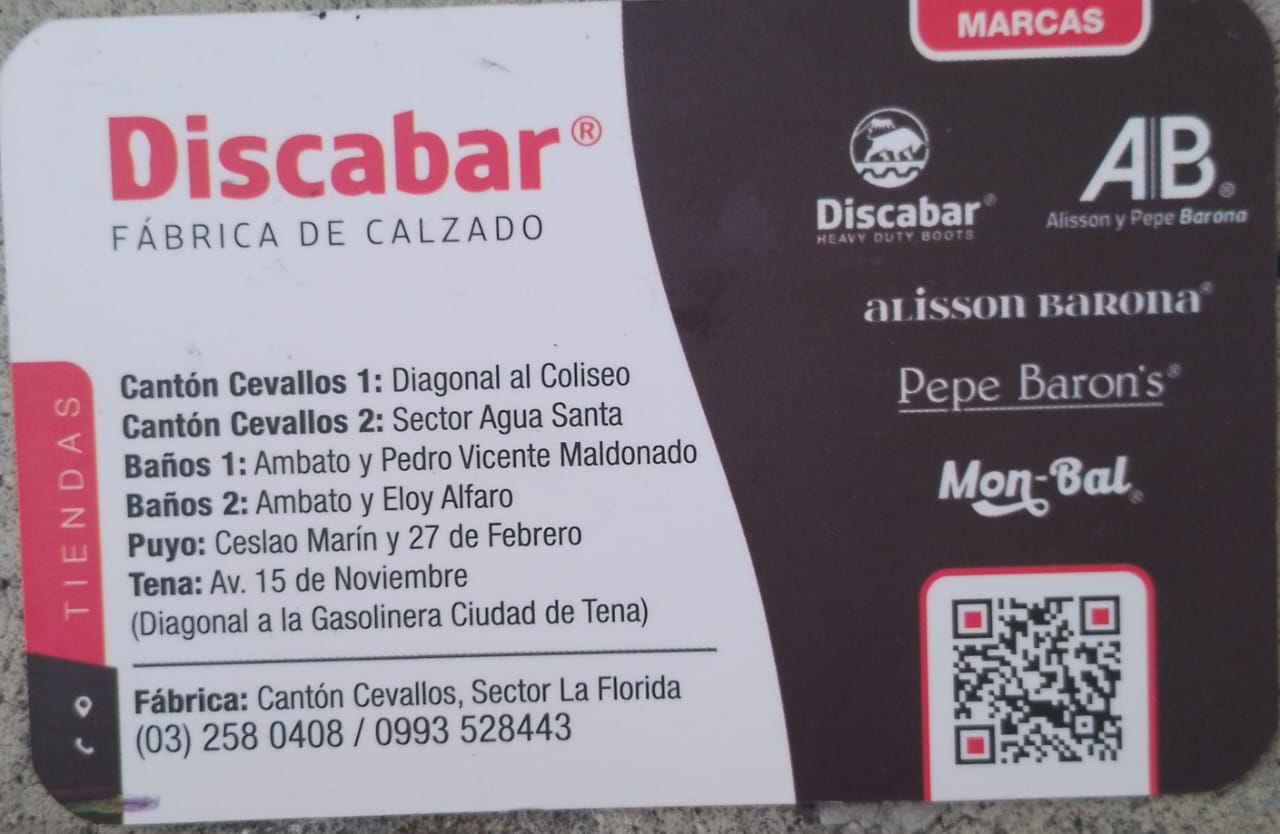 Discabar®
FÁBRICA DE CALZADO
TIENDAS
Cantón Cevallos 1: Diagonal al Coliseo
Cantón Cevallos 2: Sector Agua Santa
Baños 1: Ambato y Pedro Vicente Maldonado
Baños 2: Ambato y Eloy Alfaro
Puyo: Ceslao Marín y 27 de Febrero
Tena: Av. 15 de Noviembre
(Diagonal a la Gasolinera Ciudad de Tena)
Fábrica: Cantón Cevallos, Sector La Florida
(03) 258 0408 / 0993 528443
MARCAS
Discabar®
HEAVY DUTY BOOTS
AB®
Alisson y Pepe Barona
aLisson BaRona®
Pepe Baron's®
Mon-Bal®